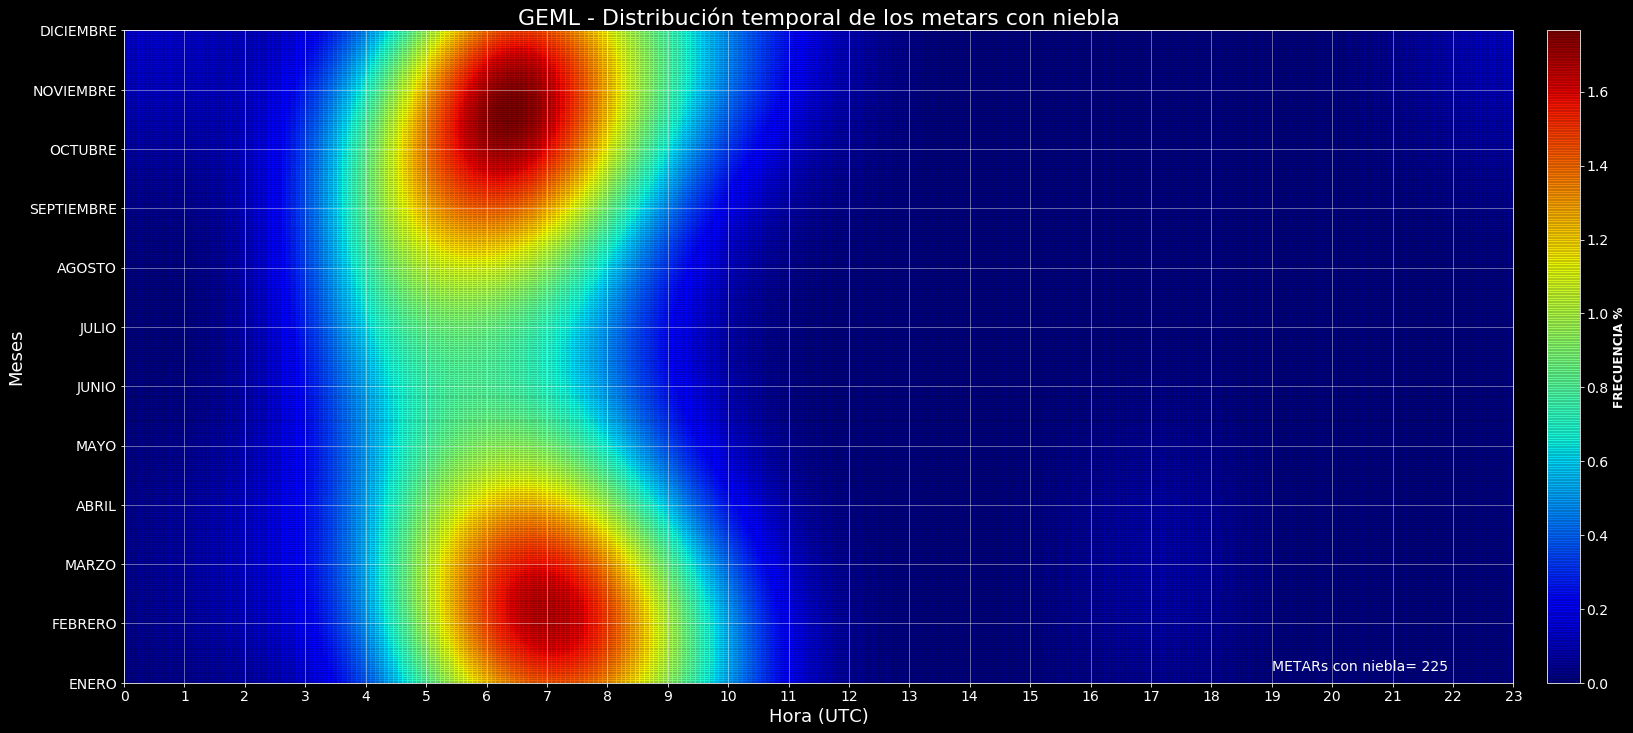 GEML - Distribución temporal de los metars con niebla
DICIEMBRE
NOVIEMBRE
OCTUBRE
SEPTIEMBRE
AGOSTO
JULIO
JUNIO
MAYO
ABRIL
MARZO
FEBRERO
ENERO
Meses
0 1 2 3 4 5 6 7 8 9 10 11 12 13 14 15 16 17 18 19 20 21 22 23
Hora (UTC)
METARs con niebla= 225
1.6
1.4
1.2
1.0
0.8
0.6
0.4
0.2
0.0
FRECUENCIA %